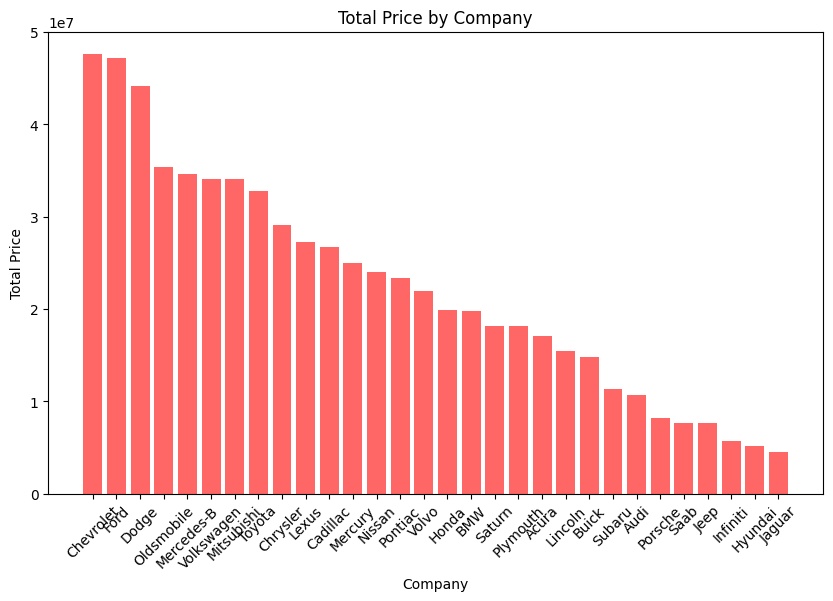 Total Price by Company
1e7
5
4
3
2
1
0
Total Price
Chevrolet
Ford
Dodge
Oldsmobile
Mercedes-B
Volkswagen
Mitsubishi
Toyota
Chrysler
Lexus
Cadillac
Mercury
Nissan
Pontiac
Volvo
Honda
BMW
Saturn
Plymouth
Acura
Lincoln
Buick
Subaru
Audi
Porsche
Saab
Jeep
Infiniti
Hyundai
Jaguar
Company